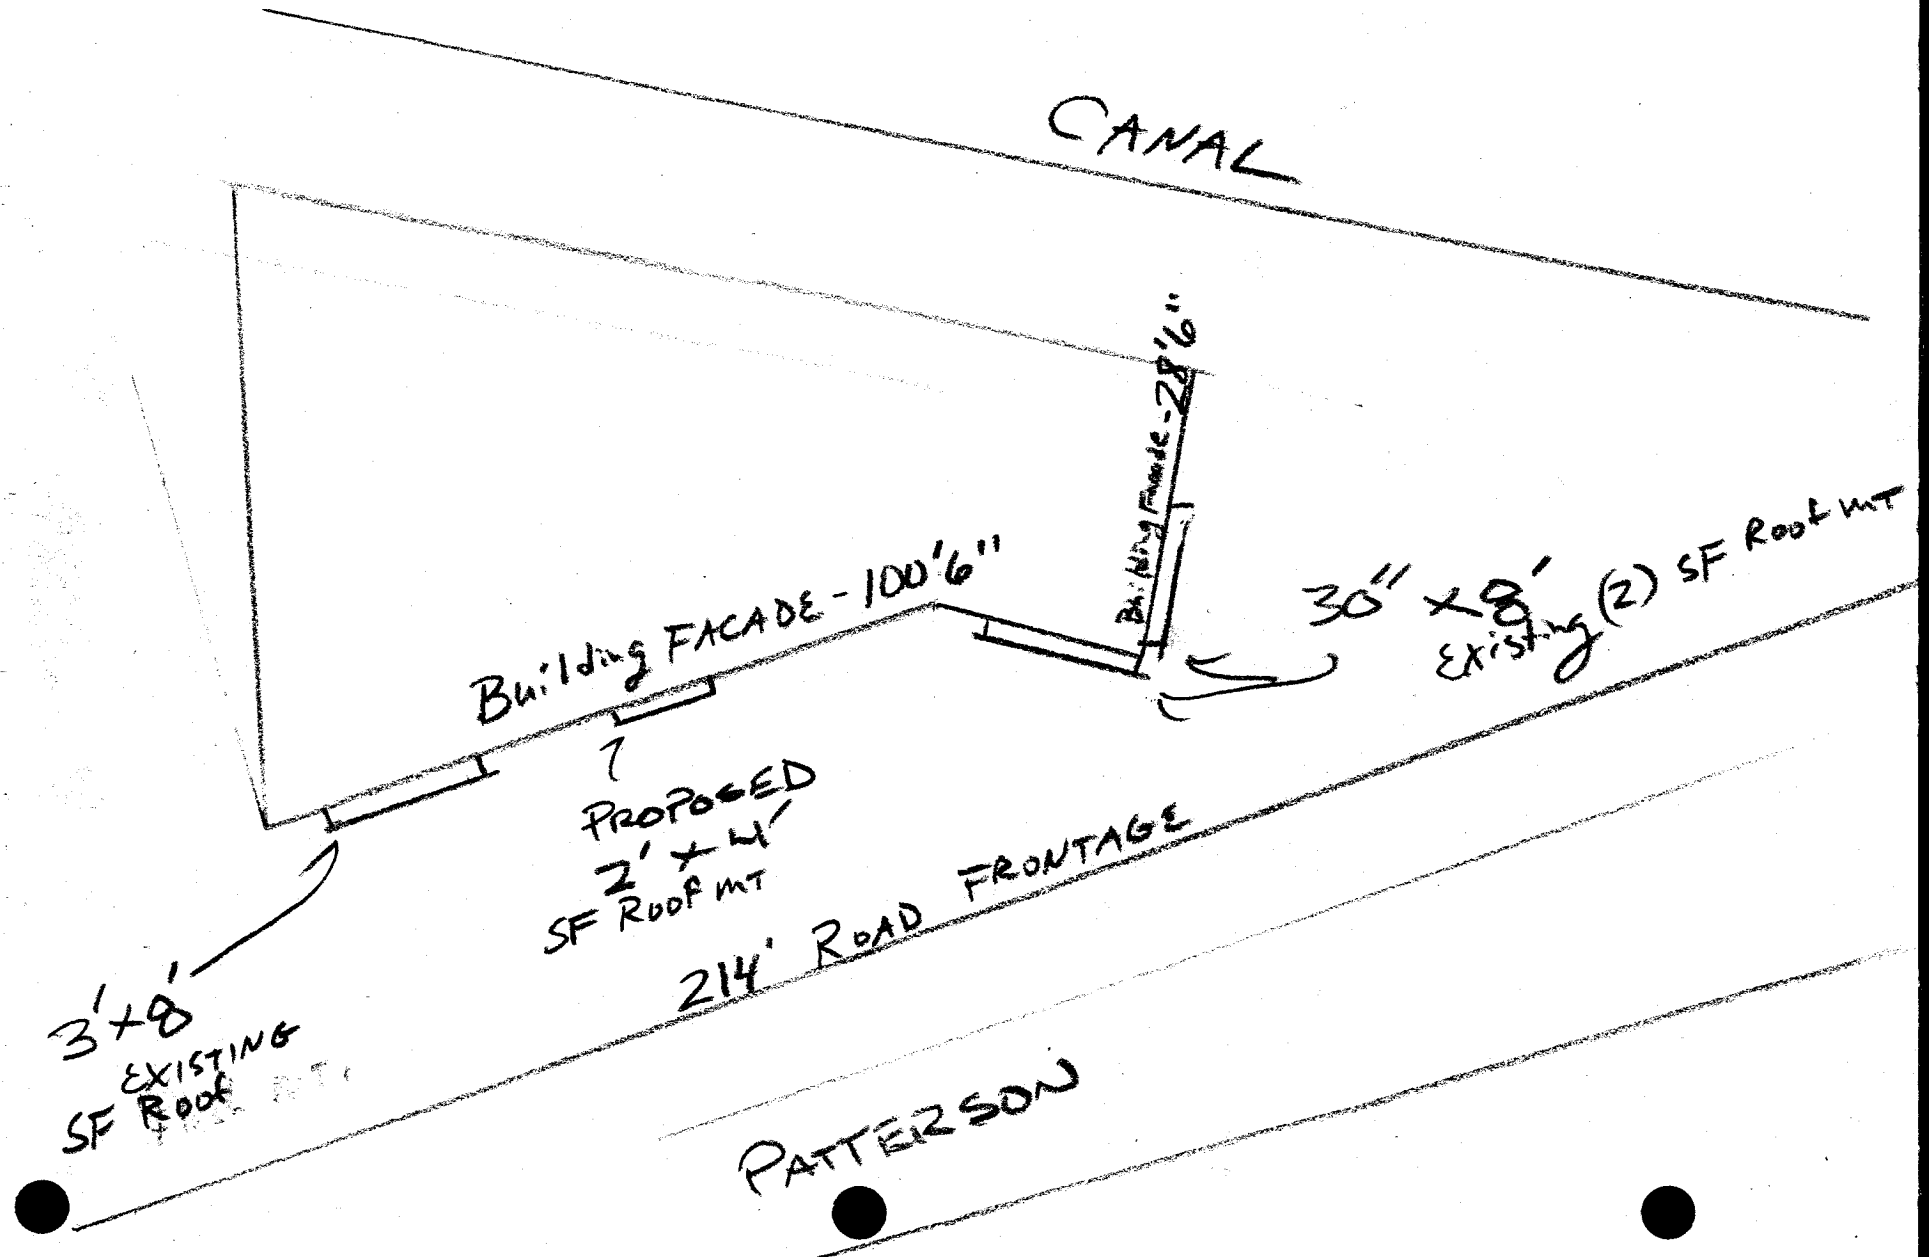 CANAL
Building Facade - 28'6"
Building FACADE - 100'6"
30" x 8'
Existing (2) SF Roof mT
PROPOSED
2' x 4'
SF Roof mT
214' ROAD FRONTAGE
3' x 8'
EXISTING
SF Roof
PATTERSON